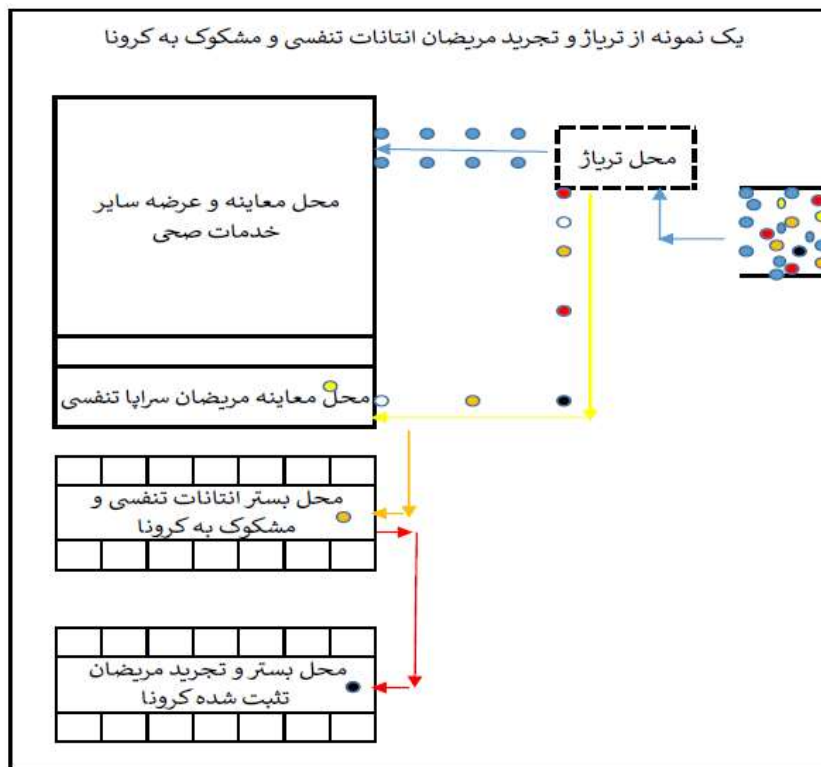 یک نمونه از تریاژ و تجرید مریضان انتانات تنفسی و مشکوک به کرونا
محل تریاژ
محل معاینه و عرضه سایر
خدمات صحی
محل معاینه مریضان سراپا تنفسی
محل بستر انتانات تنفسی و
مشکوک به کرونا
محل بستر و تجرید مریضان
تثبت شده کرونا